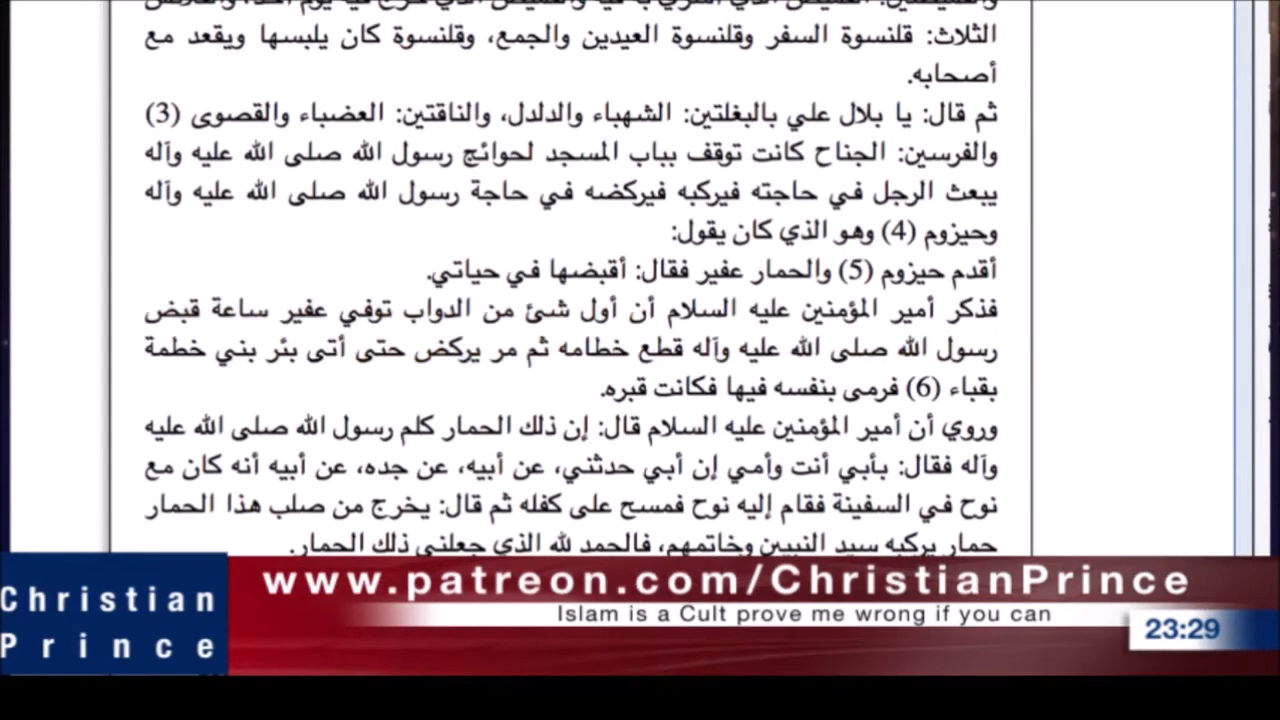 الثلاث: قلنسوة السفر وقلنسوة العيدين والجمع، وقلنسوة كان يلبسها ويقعد مع
أصحابه.
ثم قال: يا بلال علي بالبغلتين: الشهباء والدلدل، والناقتين: العضباء والقصوى (3)
والفرسين: الجناح كانت توقف بباب المسجد لحوائج رسول الله صلى الله عليه وآله
يبعث الرجل في حاجته فيركبه فيركضه في حاجة رسول الله صلى الله عليه وآله
وحيزوم (4) وهو الذي كان يقول:
أقدم حيزوم (5) والحمار عفير فقال: أقبضها في حياتي.
فذكر أمير المؤمنين عليه السلام أن أول شئ من الدواب توفي عفير ساعة قبض
رسول الله صلى الله عليه وآله قطع خطامه ثم مر يركض حتى أتى بئر بني خطمة
بقباء (6) فرمى بنفسه فيها فكانت قبره.
وروي أن أمير المؤمنين عليه السلام قال: إن ذلك الحمار كلم رسول الله صلى الله عليه
وآله فقال: بأبي أنت وأمي إن أبي حدثني، عن أبيه، عن جده، عن أبيه أنه كان مع
نوح في السفينة فقام إليه نوح فمسح على كفله ثم قال: يخرج من صلب هذا الحمار
حمار يركبه سيد النبيين وخاتمهم، فالحمد لله الذي جعلني ذلك الحمار.
www.patreon.com/ChristianPrince
Islam is a Cult prove me wrong if you can
Christian
Prince
23:29